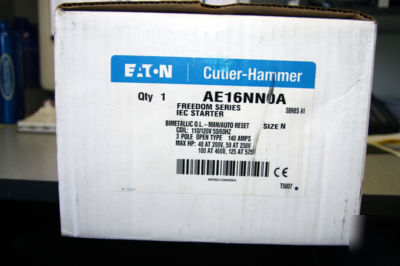 EATON Cutler-Hammer
Qty 1 AE16NN0A
FREEDOM SERIES SERIES A1
IEC STARTER
BIMETALLIC O.L. - MAN/AUTO RESET SIZE N
COIL: 110/120V 50/60HZ
3 POLE OPEN TYPE 140 AMPS
MAX HP: 40 AT 200V, 50 AT 230V
100 AT 460V, 125 AT 575V
CE
T5007